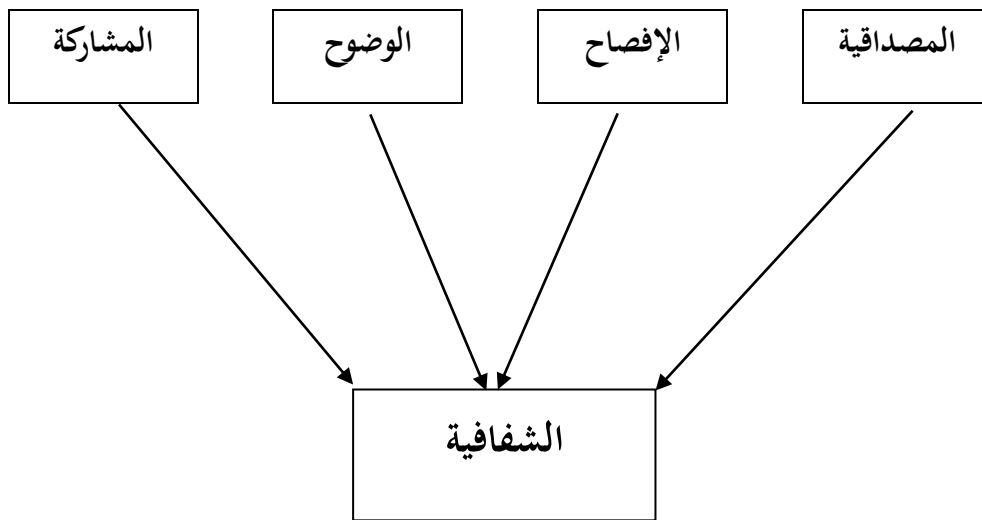 المصداقية
الإفصاح
الوضوح
المشاركة
الشفافية